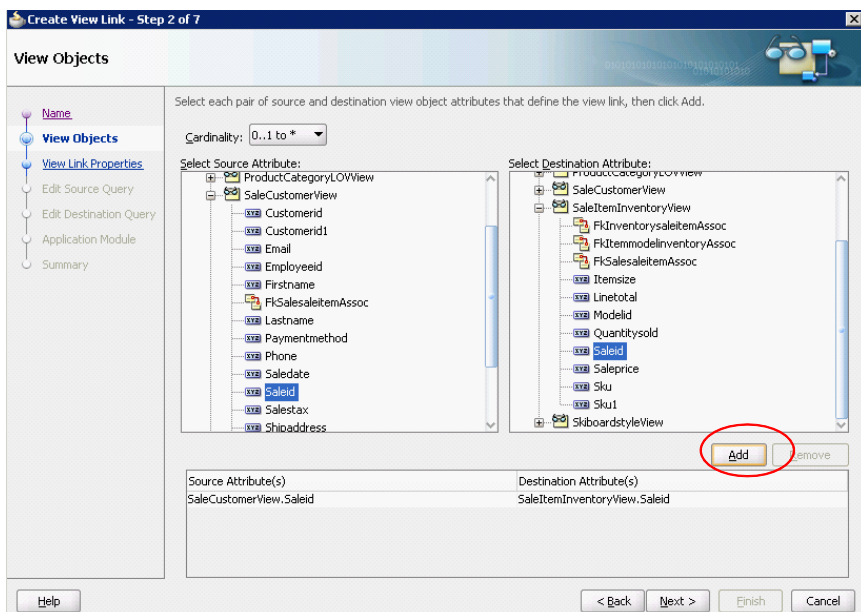 Create View Link - Step 2 of 7
View Objects
Select each pair of source and destination view object attributes that define the view link, then click Add.
Name
View Objects
View Link Properties
Edit Source Query
Edit Destination Query
Application Module
Summary
Cardinality: 0..1 to *
Select Source Attribute:
ProductCategoryLOVView
SaleCustomerView
Customerid
Customerid1
Email
Employeeid
Firstname
FkSalesaleitemAssoc
Lastname
Paymentmethod
Phone
Saledate
Saleid
Salestax
Shipaddress
Select Destination Attribute:
ProductCategoryLOVView
SaleCustomerView
SaleItemInventoryView
FkInventorysaleitemAssoc
FkItemmodelinventoryAssoc
FkSalesaleitemAssoc
Itemsize
Linetotal
Modelid
Quantitysold
Saleid
Saleprice
Sku
Sku1
SkiboardstyleView
Add Remove
Source Attribute(s) Destination Attribute(s)
SaleCustomerView.Saleid SaleItemInventoryView.Saleid
Help < Back Next > Finish Cancel